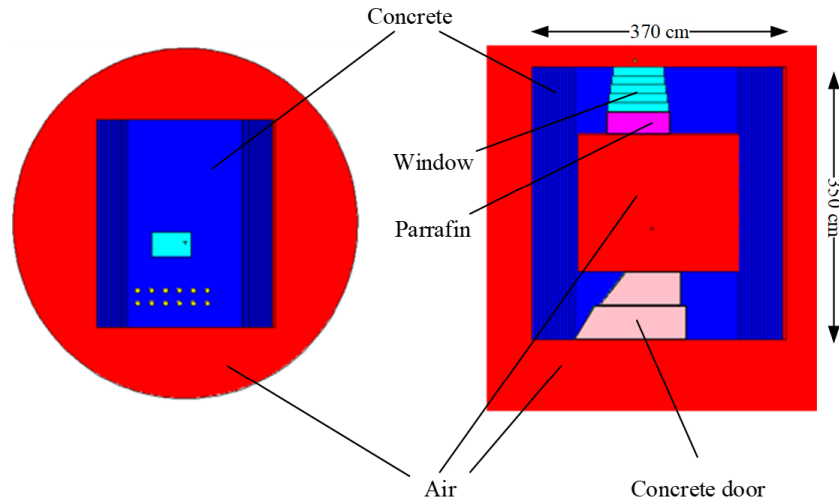 Concrete
370 cm
Window
350 cm
Parrafin
Air
Concrete door